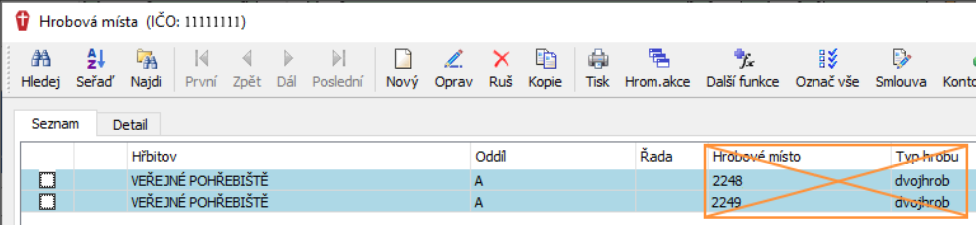 Hrobová místa (IČO: 11111111)
Hledej Seřaď Najdi První Zpět Dál Poslední Nový Oprav Ruš Kopie Tisk Hrom.akce Další funkce Označ vše Smlouva Konto
Seznam Detail
Hřbitov Oddíl Řada Hrobové místo Typ hrobu
VEŘEJNÉ POHŘEBIŠTĚ A 2248 dvojhrob
VEŘEJNÉ POHŘEBIŠTĚ A 2249 dvojhrob